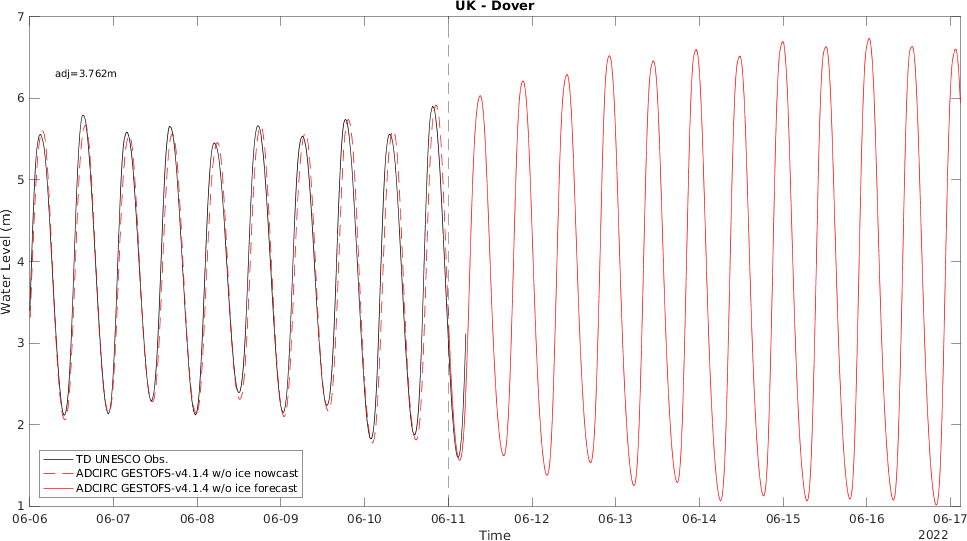 UK - Dover
adj=3.762m
Water Level (m)
7
6
5
4
3
2
1
TD UNESCO Obs.
ADCIRC GESTOFS-v4.1.4 w/o ice nowcast
ADCIRC GESTOFS-v4.1.4 w/o ice forecast
06-06 06-07 06-08 06-09 06-10 06-11 06-12 06-13 06-14 06-15 06-16 06-17
Time
2022